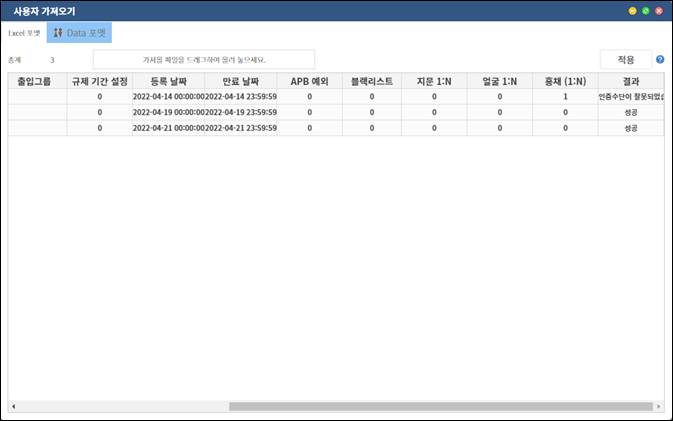 사용자 가져오기
Excel 포맷 Data 포맷
총계 3 가져올 파일을 드래그하여 올려 놓으세요. 적용
출입그룹 규제 기간 설정 등록 날짜 만료 날짜 APB 예외 블랙리스트 지문 1:N 얼굴 1:N 홍채 (1:N) 결과
0 2022-04-14 00:00:00 2022-04-14 23:59:59 0 0 0 0 1 인증수단이 잘못되었습
0 2022-04-19 00:00:00 2022-04-19 23:59:59 0 0 0 0 0 성공
0 2022-04-21 00:00:00 2022-04-21 23:59:59 0 0 0 0 0 성공